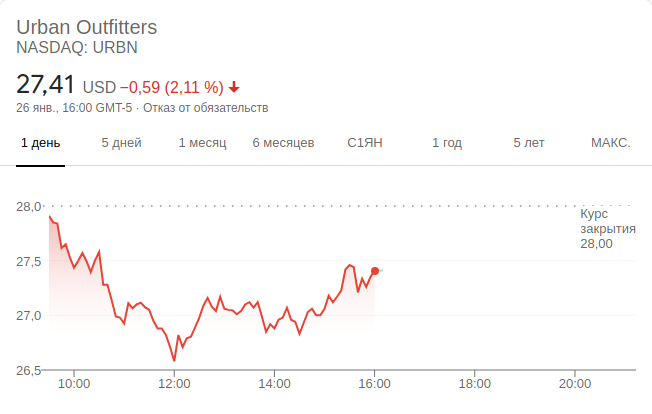 Urban Outfitters
NASDAQ: URBN
27,41 USD −0,59 (2,11 %)
26 янв., 16:00 GMT-5 · Отказ от обязательств
1 день 5 дней 1 месяц 6 месяцев С1ЯН 1 год 5 лет МАКС.
28,0
Курс
закрытия
28,00
27,5
27,0
26,5
10:00 12:00 14:00 16:00 18:00 20:00